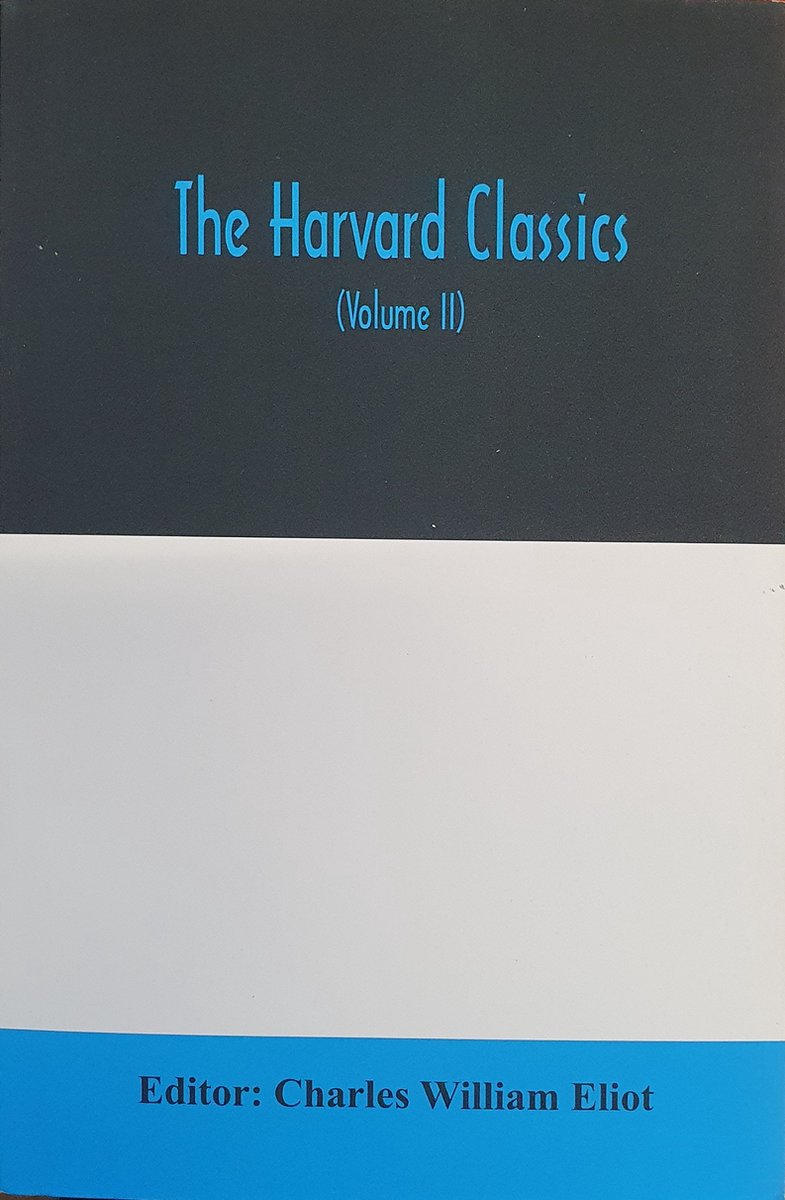 The Harvard Classics
(Volume II)
Editor: Charles William Eliot